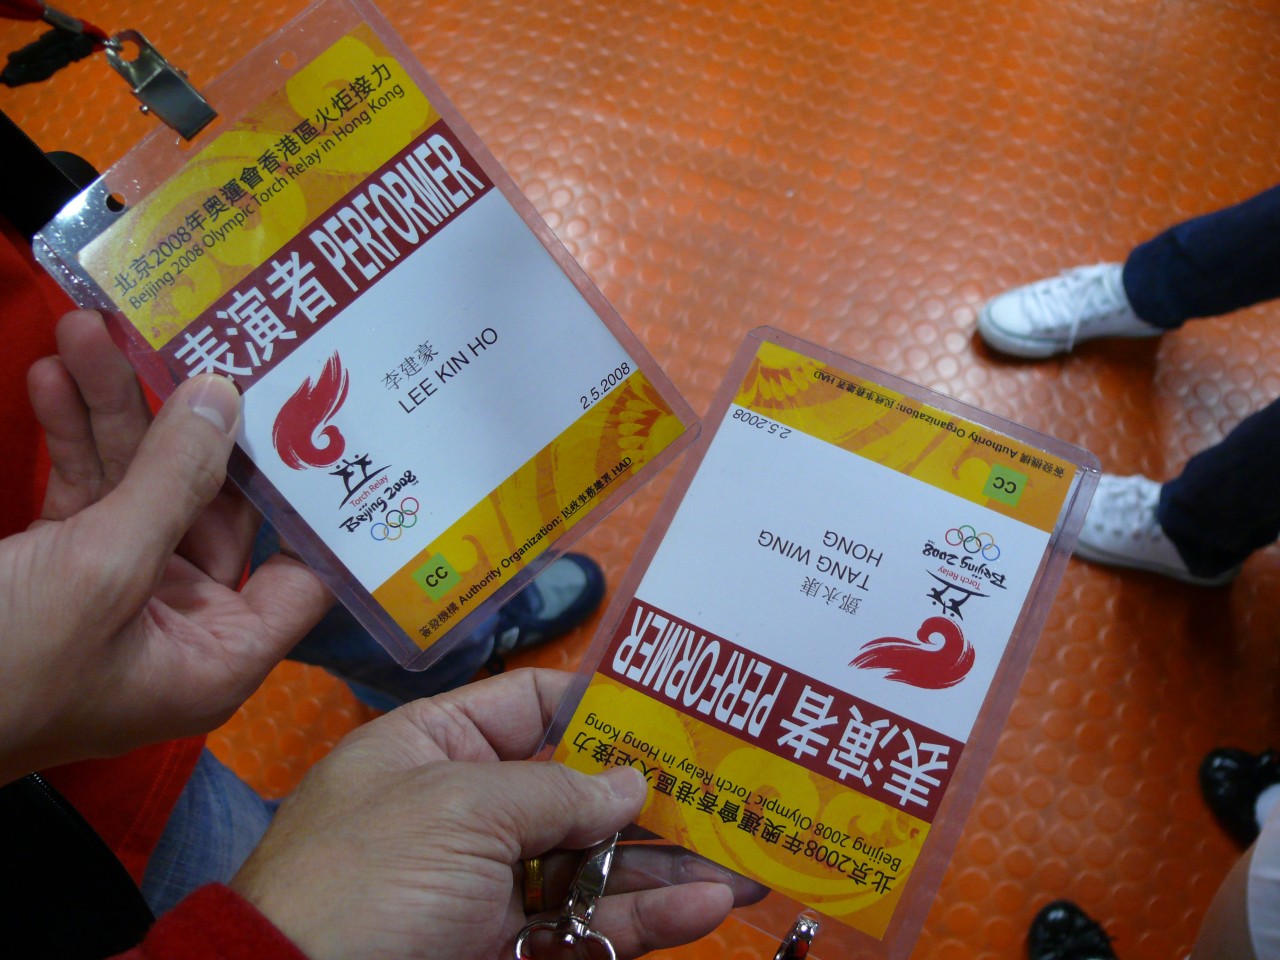 北京2008年奧運會香港區火炬接力
Beijing 2008 Olympic Torch Relay in Hong Kong
表演者 PERFORMER
李建豪
LEE KIN HO
2.5.2008
Torch Relay
Beijing 2008
CC
簽發機構 Authority Organization: 民政事務總署 HAD
北京2008年奧運會香港區火炬接力
Beijing 2008 Olympic Torch Relay in Hong Kong
表演者 PERFORMER
鄧永康
TANG WING
HONG
2.5.2008
Torch Relay
Beijing 2008
CC
簽發機構 Authority Organization: 民政事務總署 HAD